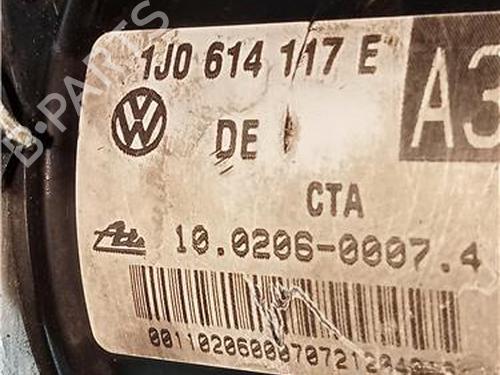 1J0 614 117 E
A3
DE
CTA
Ate 10.0206-0007.4
B-PARTS